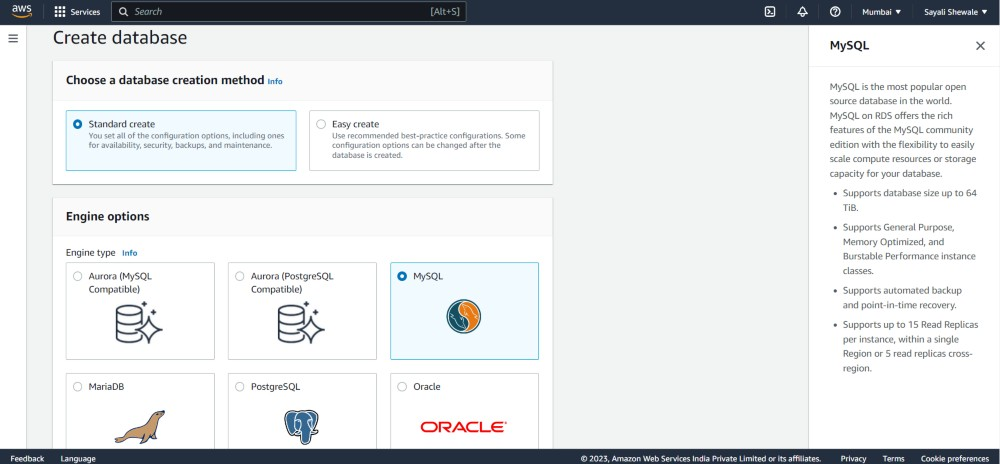 aws
Services
Search
[Alt+S]
Mumbai
Sayali Shewale
Create database
Choose a database creation method Info
Standard create
You set all of the configuration options, including ones
for availability, security, backups, and maintenance.
Easy create
Use recommended best-practice configurations. Some
configuration options can be changed after the
database is created.
Engine options
Engine type Info
Aurora (MySQL
Compatible)
Aurora (PostgreSQL
Compatible)
MySQL
MariaDB
PostgreSQL
Oracle
ORACLE
MySQL
MySQL is the most popular open
source database in the world.
MySQL on RDS offers the rich
features of the MySQL community
edition with the flexibility to easily
scale compute resources or storage
capacity for your database.
• Supports database size up to 64
TiB.
• Supports General Purpose,
Memory Optimized, and
Burstable Performance instance
classes.
• Supports automated backup
and point-in-time recovery.
• Supports up to 15 Read Replicas
per instance, within a single
Region or 5 read replicas cross-
region.
Feedback
Language
© 2023, Amazon Web Services India Private Limited or its affiliates.
Privacy
Terms
Cookie preferences